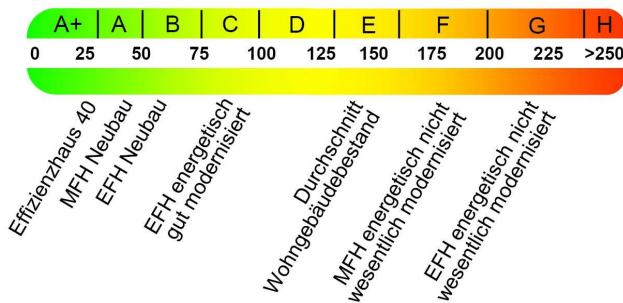 A+ A B C D E F G H
0 25 50 75 100 125 150 175 200 225 >250
Effizienzhaus 40
MFH Neubau
EFH Neubau
EFH energetisch
gut modernisiert
Durchschnitt
Wohngebäudebestand
MFH energetisch nicht
wesentlich modernisiert
EFH energetisch nicht
wesentlich modernisiert